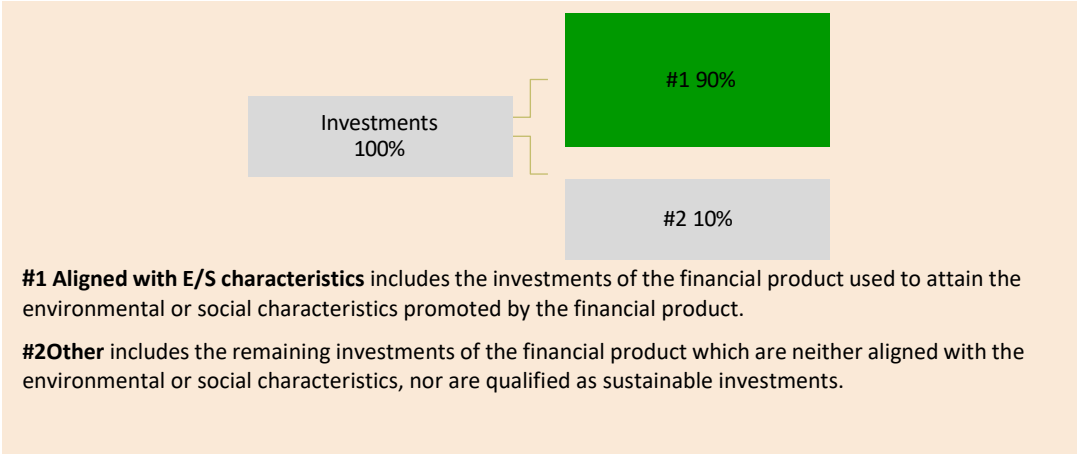 #1 90%
Investments
100%
#2 10%
#1 Aligned with E/S characteristics includes the investments of the financial product used to attain the
environmental or social characteristics promoted by the financial product.
#2Other includes the remaining investments of the financial product which are neither aligned with the
environmental or social characteristics, nor are qualified as sustainable investments.